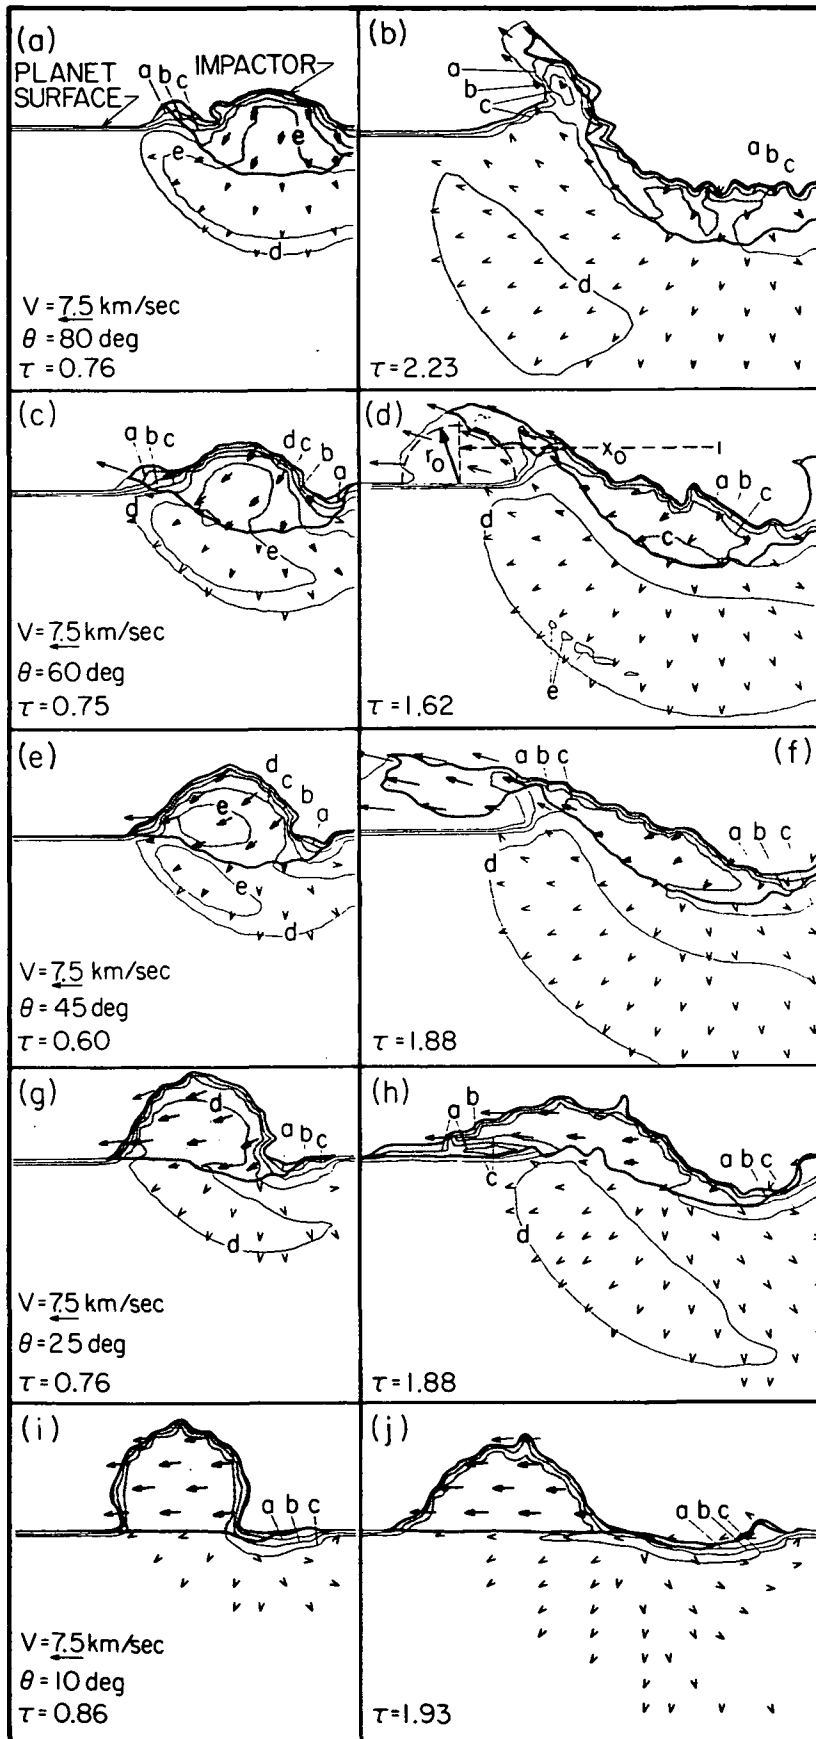 (a)
PLANET
SURFACE
a b c
IMPACTOR
e
e
d
V = 7.5 km/sec
θ = 80 deg
τ = 0.76
(b)
a
b
c
a b c
d
τ = 2.23
(c)
a b c
d c
b
a
d
e
V = 7.5 km/sec
θ = 60 deg
τ = 0.75
(d)
r₀
x₀
a b
c
d
c
e
τ = 1.62
(e)
d
c
b
a
e
e
d
V = 7.5 km/sec
θ = 45 deg
τ = 0.60
(f)
a b c
a b c
d
τ = 1.88
(g)
d
a b c
d
V = 7.5 km/sec
θ = 25 deg
τ = 0.76
(h)
a b
c
a b c
d
τ = 1.88
(i)
a b c
V = 7.5 km/sec
θ = 10 deg
τ = 0.86
(j)
a b c
τ = 1.93